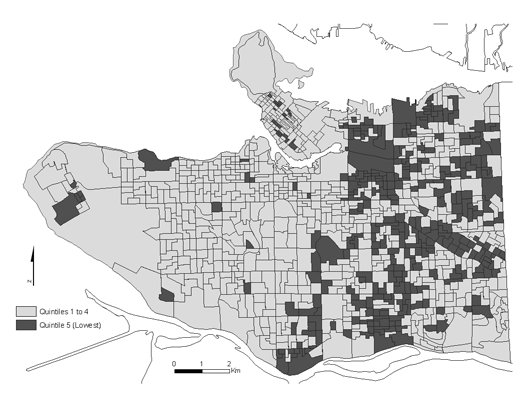 z
Quintiles 1 to 4
Quintile 5 (Lowest)
0 1 2
Km